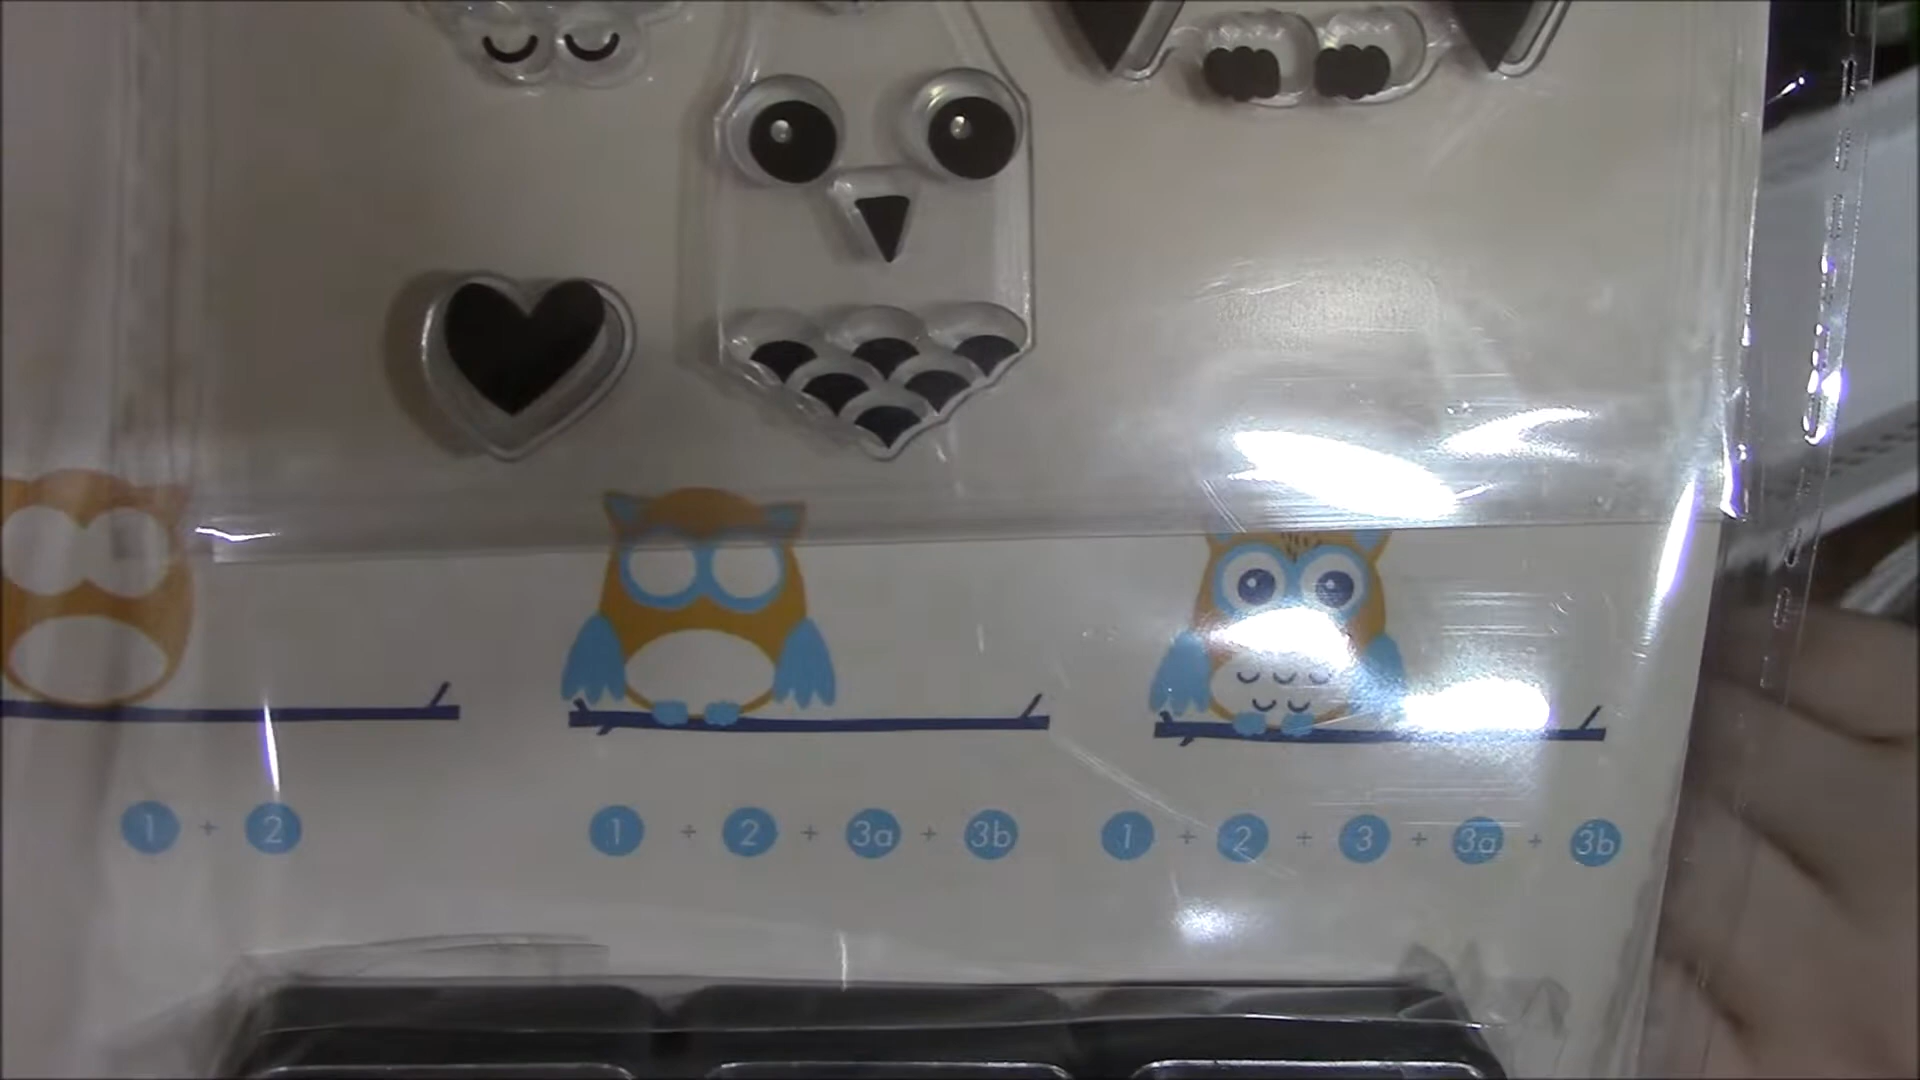 1 + 2 1 + 2 + 3a + 3b 1 + 2 + 3 + 3a + 3b